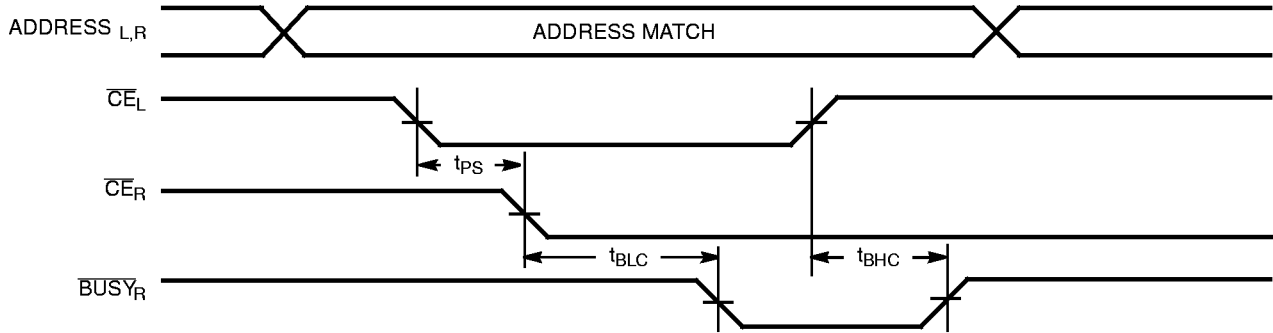 ADDRESS L,R
ADDRESS MATCH
CEL
tPS
CER
tBLC
tBHC
BUSYR